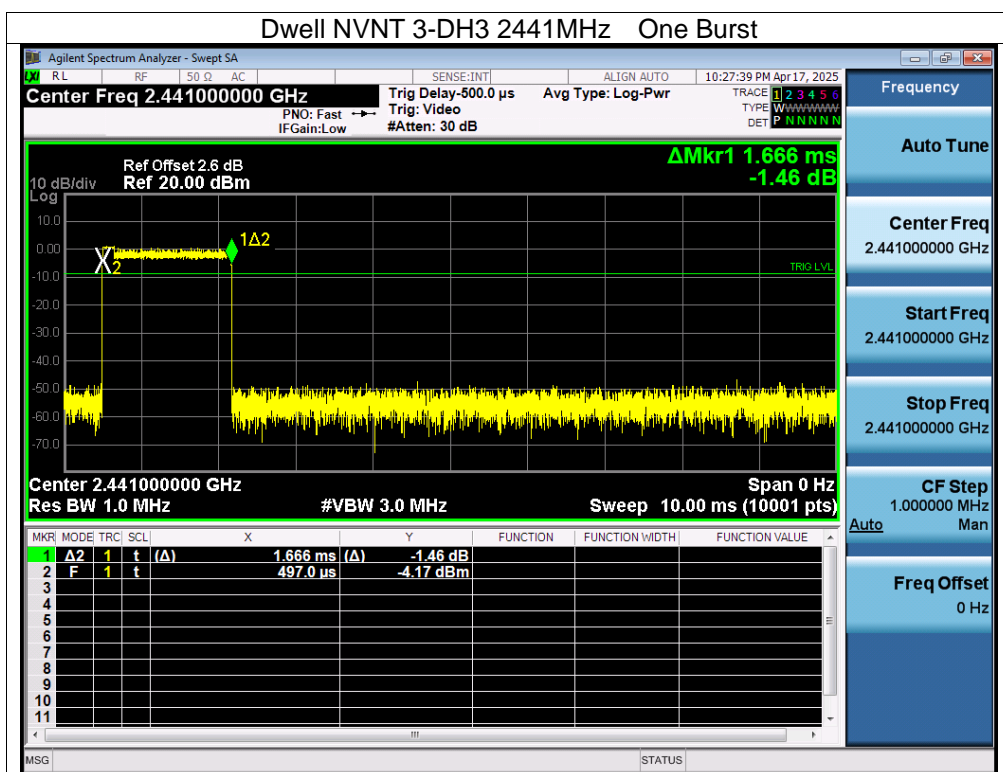 Dwell NVNT 3-DH3 2441MHz One Burst
Agilent Spectrum Analyzer - Swept SA
LXI RL RF 50 Ω AC SENSE:INT ALIGN AUTO 10:27:39 PM Apr 17, 2025
Center Freq 2.441000000 GHz
PNO: Fast
IFGain:Low
Trig Delay-500.0 µs
Trig: Video
#Atten: 30 dB
Avg Type: Log-Pwr
TRACE 1 2 3 4 5 6
TYPE WWWWWW
DET P N N N N N
ΔMkr1 1.666 ms
-1.46 dB
Ref Offset 2.6 dB
10 dB/div Ref 20.00 dBm
Log
10.0
0.00
-10.0
-20.0
-30.0
-40.0
-50.0
-60.0
-70.0
1Δ2
2
TRIG LVL
Center 2.441000000 GHz Span 0 Hz
Res BW 1.0 MHz #VBW 3.0 MHz Sweep 10.00 ms (10001 pts)
MKR MODE TRC SCL X Y FUNCTION FUNCTION WIDTH FUNCTION VALUE
1 Δ2 1 t (Δ) 1.666 ms (Δ) -1.46 dB
2 F 1 t 497.0 µs -4.17 dBm
3
4
5
6
7
8
9
10
11
MSG STATUS
Frequency
Auto Tune
Center Freq
2.441000000 GHz
Start Freq
2.441000000 GHz
Stop Freq
2.441000000 GHz
CF Step
1.000000 MHz
Auto Man
Freq Offset
0 Hz